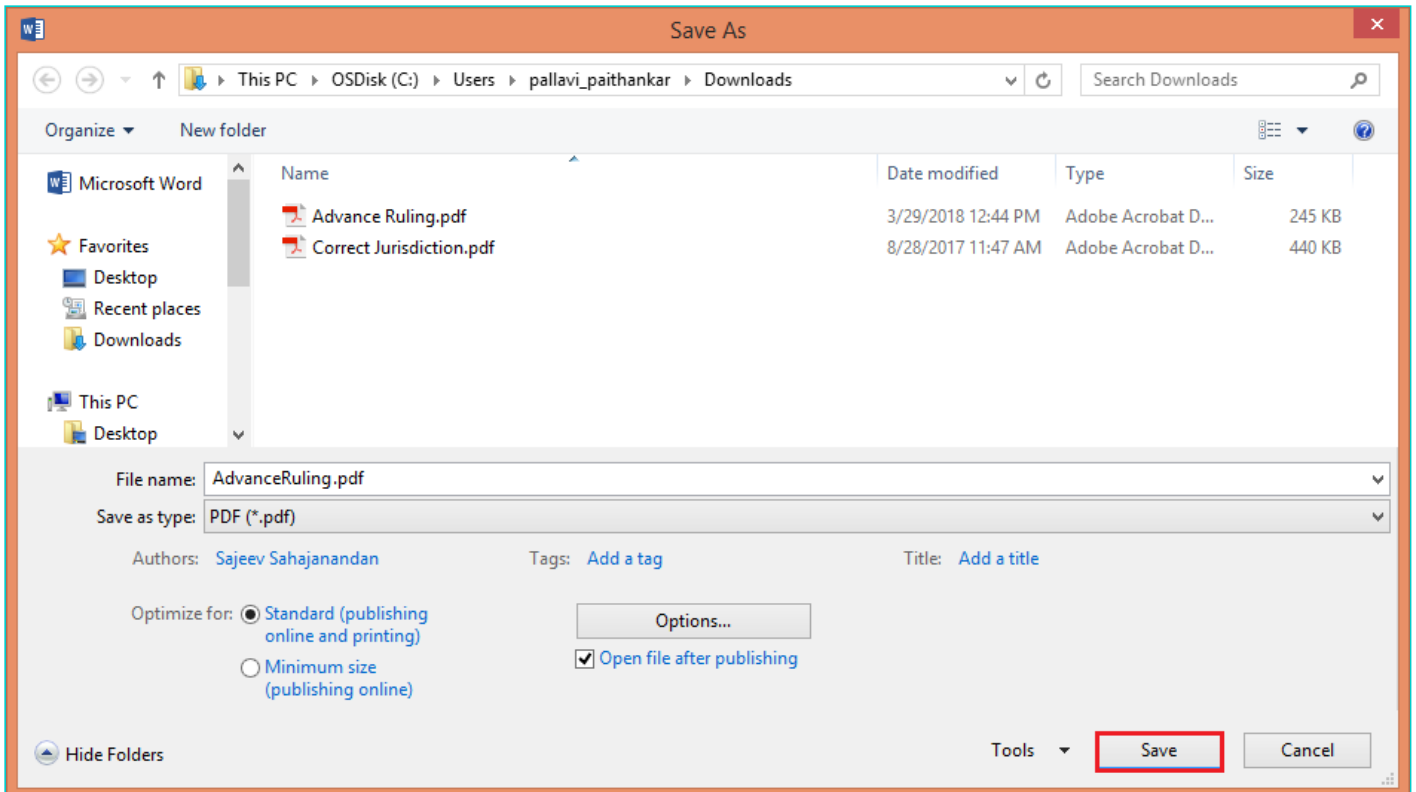 Save As
This PC OSDisk (C:) Users pallavi_paithankar Downloads Search Downloads
Organize New folder
Name Date modified Type Size
Microsoft Word
Advance Ruling.pdf 3/29/2018 12:44 PM Adobe Acrobat D... 245 KB
Favorites Correct Jurisdiction.pdf 8/28/2017 11:47 AM Adobe Acrobat D... 440 KB
Desktop
Recent places
Downloads
This PC
Desktop
File name: AdvanceRuling.pdf
Save as type: PDF (*.pdf)
Authors: Sajeev Sahajanandan Tags: Add a tag Title: Add a title
Optimize for: Standard (publishing
online and printing)
Options...
Minimum size
(publishing online)
Open file after publishing
Hide Folders Tools Save Cancel